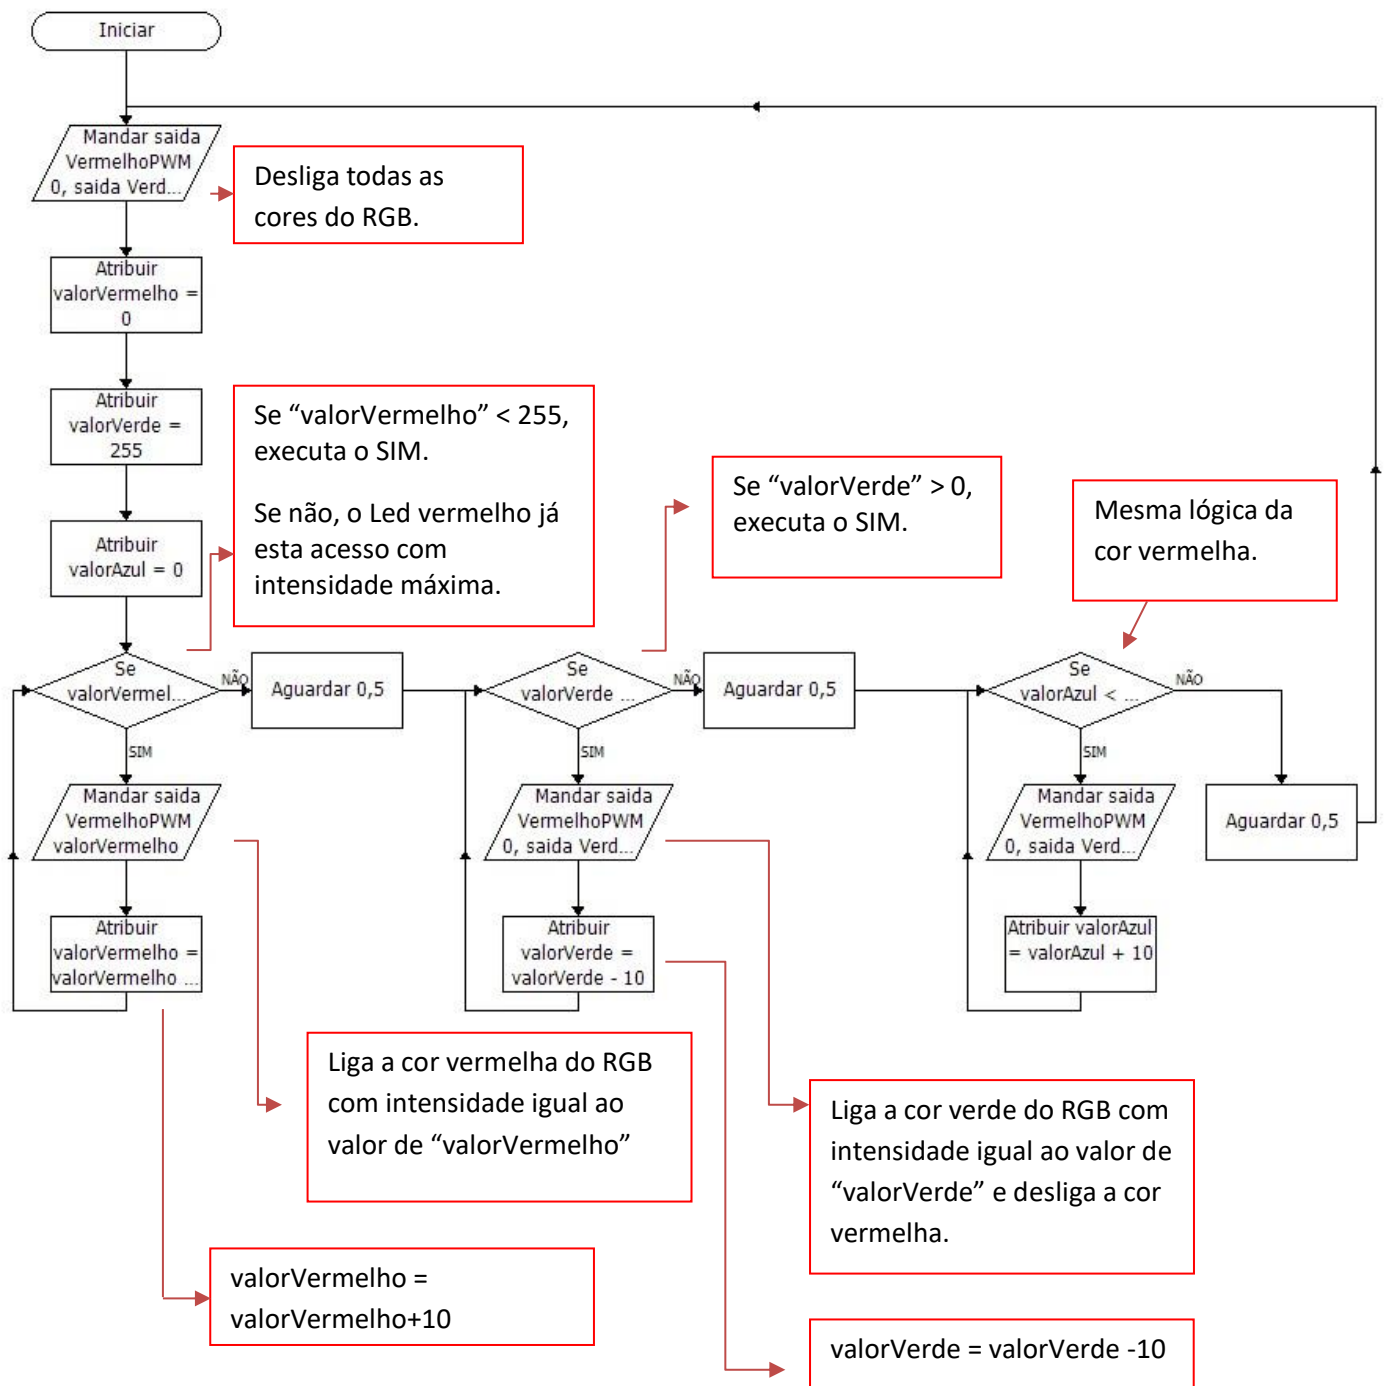 Iniciar
Mandar saida
VermelhoPWM
0, saida Verd...
Desliga todas as
cores do RGB.
Atribuir
valorVermelho =
0
Atribuir
valorVerde =
255
Atribuir
valorAzul = 0
Se “valorVermelho” < 255,
executa o SIM.
Se não, o Led vermelho já
esta acesso com
intensidade máxima.
Se “valorVerde” > 0,
executa o SIM.
Mesma lógica da
cor vermelha.
Se
valorVermel...
NÃO
Aguardar 0,5
Se
valorVerde ...
NÃO
Aguardar 0,5
Se
valorAzul < ...
NÃO
SIM
SIM
SIM
Mandar saida
VermelhoPWM
valorVermelho
Mandar saida
VermelhoPWM
0, saida Verd...
Mandar saida
VermelhoPWM
0, saida Verd...
Aguardar 0,5
Atribuir
valorVermelho =
valorVermelho ...
Atribuir
valorVerde =
valorVerde - 10
Atribuir valorAzul
= valorAzul + 10
Liga a cor vermelha do RGB
com intensidade igual ao
valor de “valorVermelho”
Liga a cor verde do RGB com
intensidade igual ao valor de
“valorVerde” e desliga a cor
vermelha.
valorVermelho =
valorVermelho+10
valorVerde = valorVerde -10